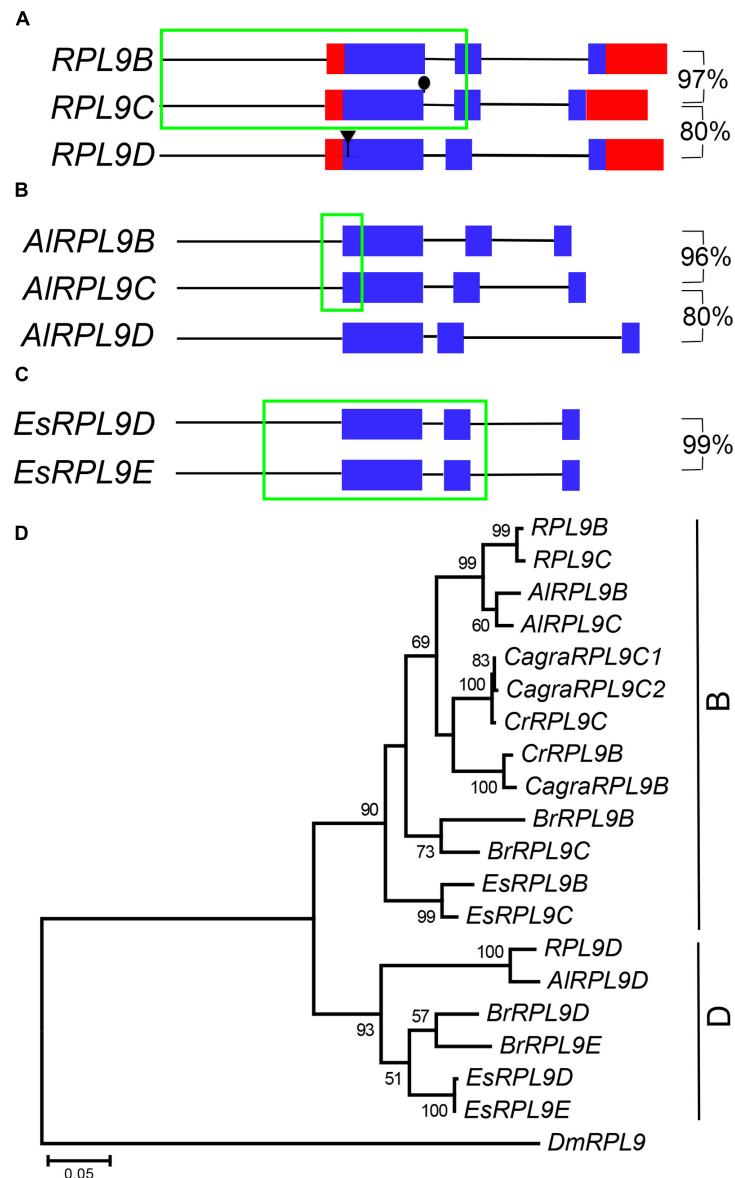 A
RPL9B
97%
RPL9C
80%
RPL9D
B
AlRPL9B
96%
AlRPL9C
80%
AlRPL9D
C
EsRPL9D
99%
EsRPL9E
D
99 RPL9B
RPL9C
99
AlRPL9B
60 AlRPL9C
69
83 CagraRPL9C1
100 CagraRPL9C2
CrRPL9C
CrRPL9B
100 CagraRPL9B
B
90
BrRPL9B
73 BrRPL9C
EsRPL9B
99 EsRPL9C
100 RPL9D
AlRPL9D
93
57 BrRPL9D
BrRPL9E
51
EsRPL9D
100 EsRPL9E
D
DmRPL9
0.05